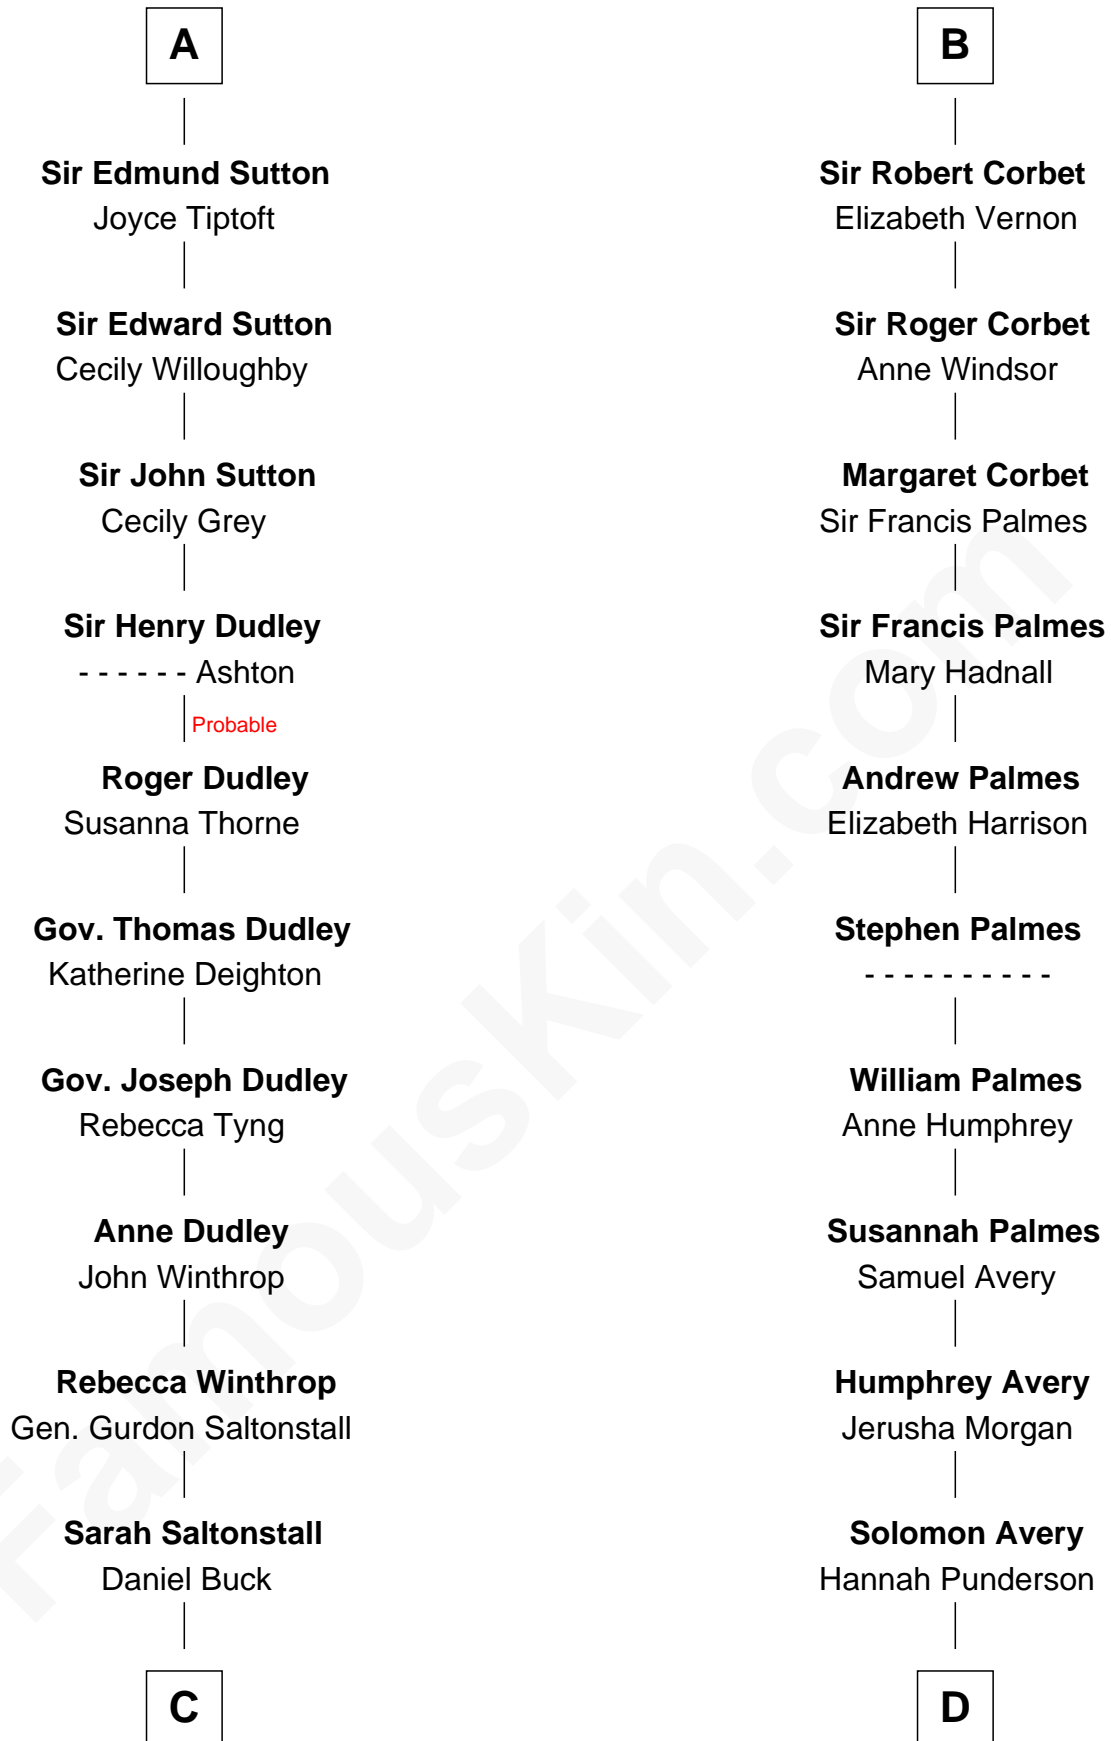 A
Sir Edmund Sutton
Joyce Tiptoft
Sir Edward Sutton
Cecily Willoughby
Sir John Sutton
Cecily Grey
Sir Henry Dudley
- - - - - - Ashton
Probable
Roger Dudley
Susanna Thorne
Gov. Thomas Dudley
Katherine Deighton
Gov. Joseph Dudley
Rebecca Tyng
Anne Dudley
John Winthrop
Rebecca Winthrop
Gen. Gurdon Saltonstall
Sarah Saltonstall
Daniel Buck
C
B
Sir Robert Corbet
Elizabeth Vernon
Sir Roger Corbet
Anne Windsor
Margaret Corbet
Sir Francis Palmes
Sir Francis Palmes
Mary Hadnall
Andrew Palmes
Elizabeth Harrison
Stephen Palmes
- - - - - - - - - -
William Palmes
Anne Humphrey
Susannah Palmes
Samuel Avery
Humphrey Avery
Jerusha Morgan
Solomon Avery
Hannah Punderson
D
FamousKin.com